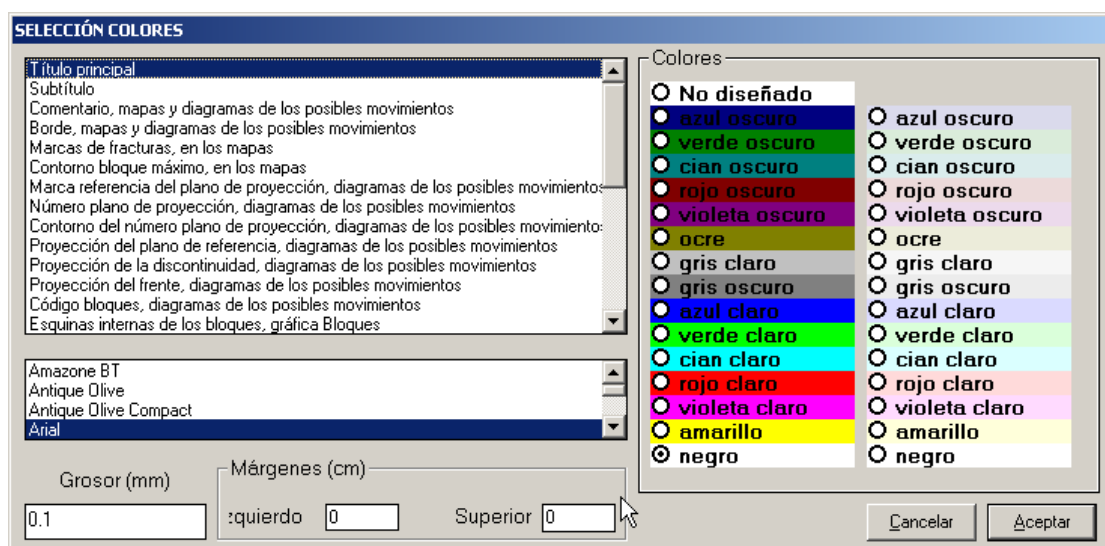 SELECCIÓN COLORES
Título principal
Subtítulo
Comentario, mapas y diagramas de los posibles movimientos
Borde, mapas y diagramas de los posibles movimientos
Marcas de fracturas, en los mapas
Contorno bloque máximo, en los mapas
Marca referencia del plano de proyección, diagramas de los posibles movimientos
Número plano de proyección, diagramas de los posibles movimientos
Contorno del número plano de proyección, diagramas de los posibles movimiento:
Proyección del plano de referencia, diagramas de los posibles movimientos
Proyección de la discontinuidad, diagramas de los posibles movimientos
Proyección del frente, diagramas de los posibles movimientos
Código bloques, diagramas de los posibles movimientos
Esquinas internas de los bloques, gráfica Bloques
Amazone BT
Antique Olive
Antique Olive Compact
Arial
Grosor (mm)
0.1
Márgenes (cm)
zquierdo 0 Superior 0
Colores
No diseñado
azul oscuro azul oscuro
verde oscuro verde oscuro
cian oscuro cian oscuro
rojo oscuro rojo oscuro
violeta oscuro violeta oscuro
ocre ocre
gris claro gris claro
gris oscuro gris oscuro
azul claro azul claro
verde claro verde claro
cian claro cian claro
rojo claro rojo claro
violeta claro violeta claro
amarillo amarillo
negro negro
Cancelar Aceptar